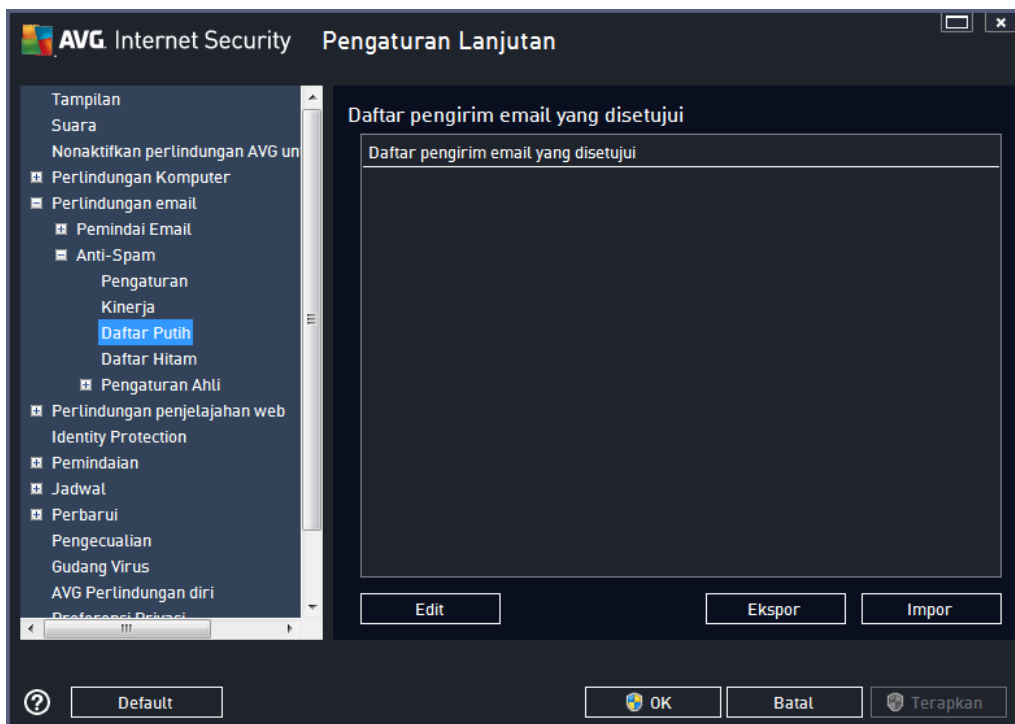 AVG. Internet Security Pengaturan Lanjutan
Tampilan
Suara
Nonaktifkan perlindungan AVG un
Perlindungan Komputer
Perlindungan email
Pemindai Email
Anti-Spam
Pengaturan
Kinerja
Daftar Putih
Daftar Hitam
Pengaturan Ahli
Perlindungan penjelajahan web
Identity Protection
Pemindaian
Jadwal
Perbarui
Pengecualian
Gudang Virus
AVG Perlindungan diri
Preferensi Privasi
Daftar pengirim email yang disetujui
Daftar pengirim email yang disetujui
Edit
Ekspor
Impor
Default
OK
Batal
Terapkan